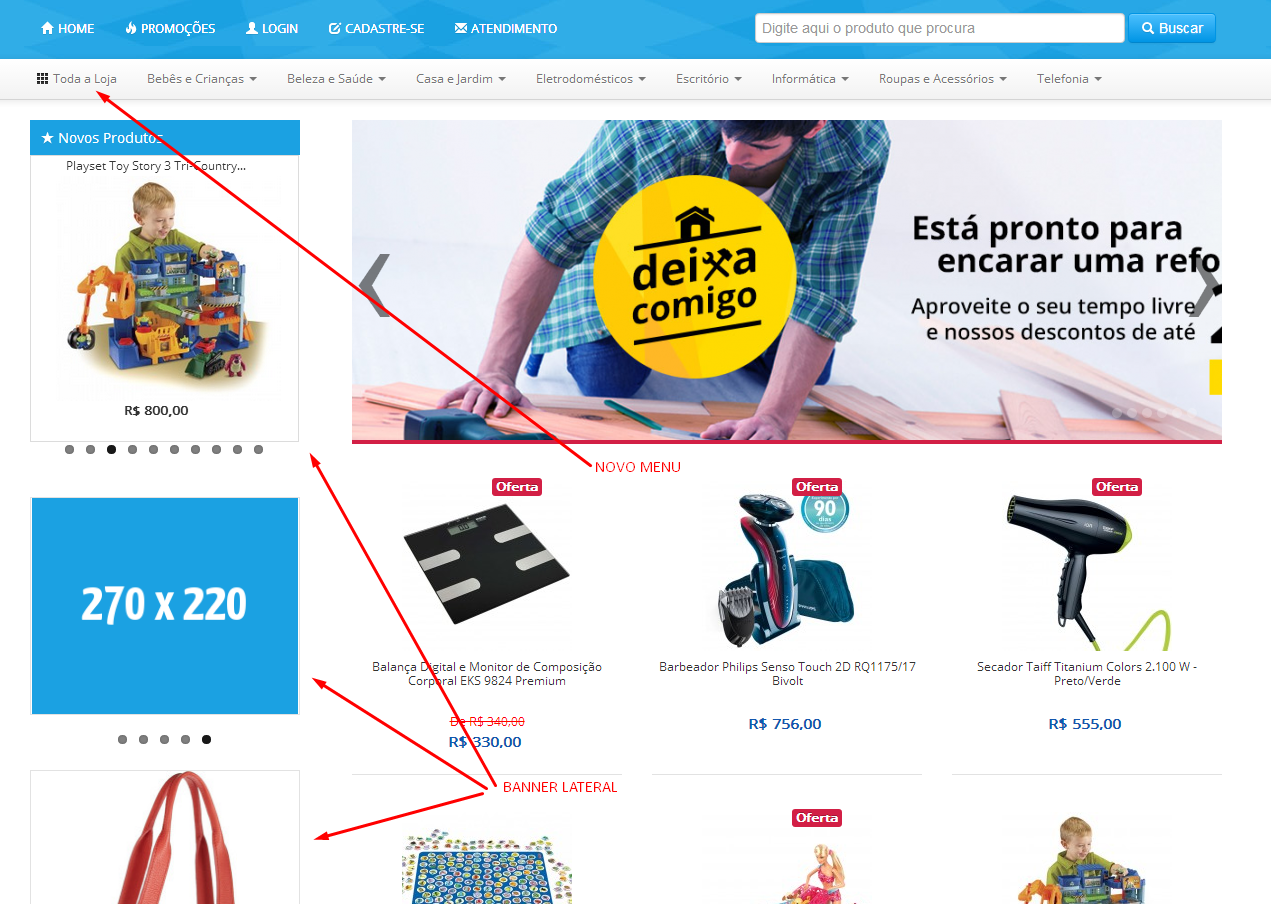 HOME PROMOÇÕES LOGIN CADASTRE-SE ATENDIMENTO Digite aqui o produto que procura Buscar
Toda a Loja Bebês e Crianças Beleza e Saúde Casa e Jardim Eletrodomésticos Escritório Informática Roupas e Acessórios Telefonia
Novos Produtos
Playset Toy Story 3 Tri-Country...
R$ 800,00
deixa
comigo
Está pronto para
encarar uma refo
Aproveite o seu tempo livre
e nossos descontos de até
NOVO MENU
270 x 220
Oferta
Balança Digital e Monitor de Composição
Corporal EKS 9824 Premium
De R$ 340,00
R$ 330,00
Oferta
90
dias
Barbeador Philips Senso Touch 2D RQ1175/17
Bivolt
R$ 756,00
Oferta
Secador Taiff Titanium Colors 2.100 W -
Preto/Verde
R$ 555,00
BANNER LATERAL
Oferta